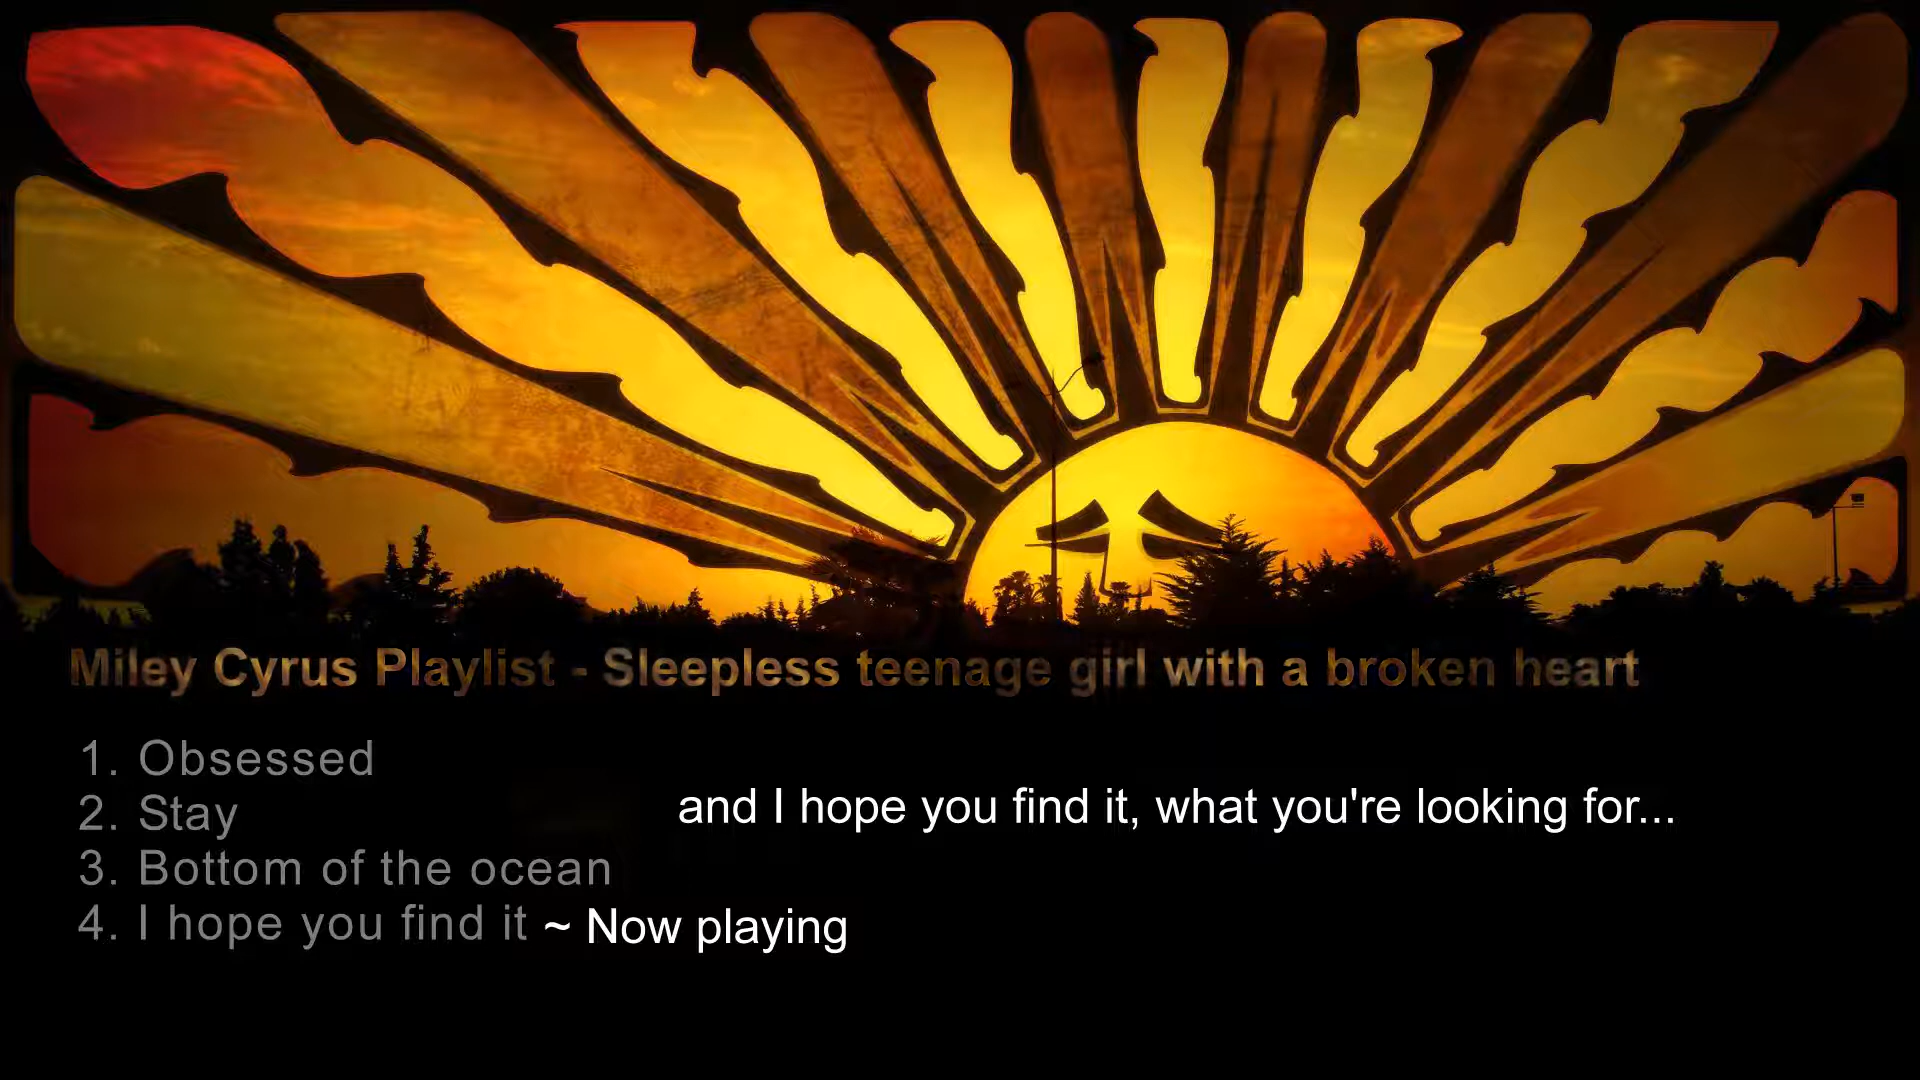 Miley Cyrus Playlist - Sleepless teenage girl with a broken heart
1. Obsessed
2. Stay
and I hope you find it, what you're looking for...
3. Bottom of the ocean
4. I hope you find it ~ Now playing